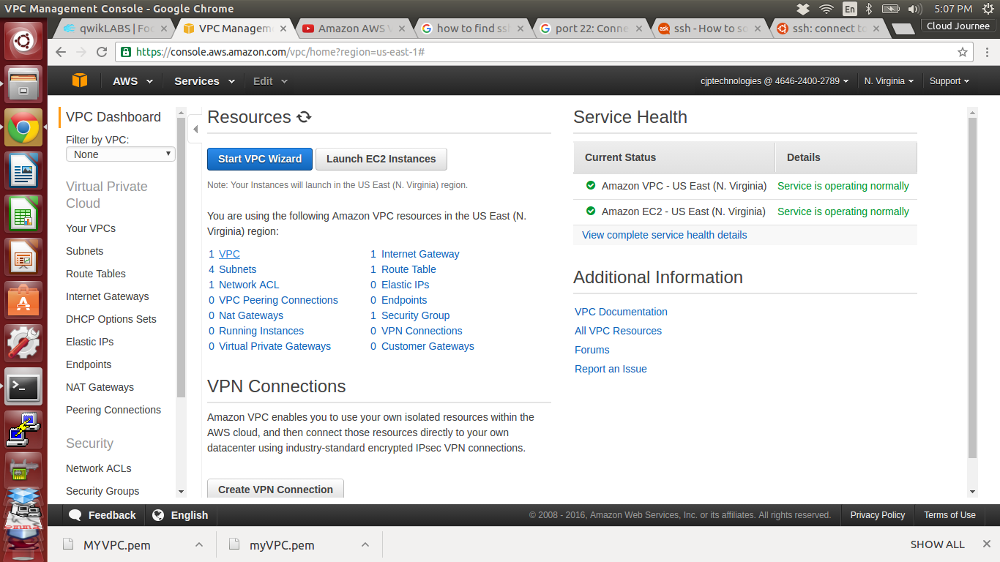 VPC Management Console - Google Chrome
En
5:07 PM
qwikLABS | Foc
VPC Managem
Amazon AWS V
how to find ssh
port 22: Conne
ask
ssh - How to so
ssh: connect to
Cloud Journee
https://console.aws.amazon.com/vpc/home?region=us-east-1#
AWS
Services
Edit
cjptechnologies @ 4646-2400-2789
N. Virginia
Support
VPC Dashboard
Filter by VPC:
None
Virtual Private
Cloud
Your VPCs
Subnets
Route Tables
Internet Gateways
DHCP Options Sets
Elastic IPs
Endpoints
NAT Gateways
Peering Connections
Security
Network ACLs
Security Groups
Resources
Start VPC Wizard
Launch EC2 Instances
Note: Your Instances will launch in the US East (N. Virginia) region.
You are using the following Amazon VPC resources in the US East (N.
Virginia) region:
1 VPC
4 Subnets
1 Network ACL
0 VPC Peering Connections
0 Nat Gateways
0 Running Instances
0 Virtual Private Gateways
1 Internet Gateway
1 Route Table
0 Elastic IPs
0 Endpoints
1 Security Group
0 VPN Connections
0 Customer Gateways
VPN Connections
Amazon VPC enables you to use your own isolated resources within the
AWS cloud, and then connect those resources directly to your own
datacenter using industry-standard encrypted IPsec VPN connections.
Create VPN Connection
Service Health
Current Status
Details
Amazon VPC - US East (N. Virginia)
Service is operating normally
Amazon EC2 - US East (N. Virginia)
Service is operating normally
View complete service health details
Additional Information
VPC Documentation
All VPC Resources
Forums
Report an Issue
Feedback
English
© 2008 - 2016, Amazon Web Services, Inc. or its affiliates. All rights reserved.
Privacy Policy
Terms of Use
MYVPC.pem
myVPC.pem
SHOW ALL